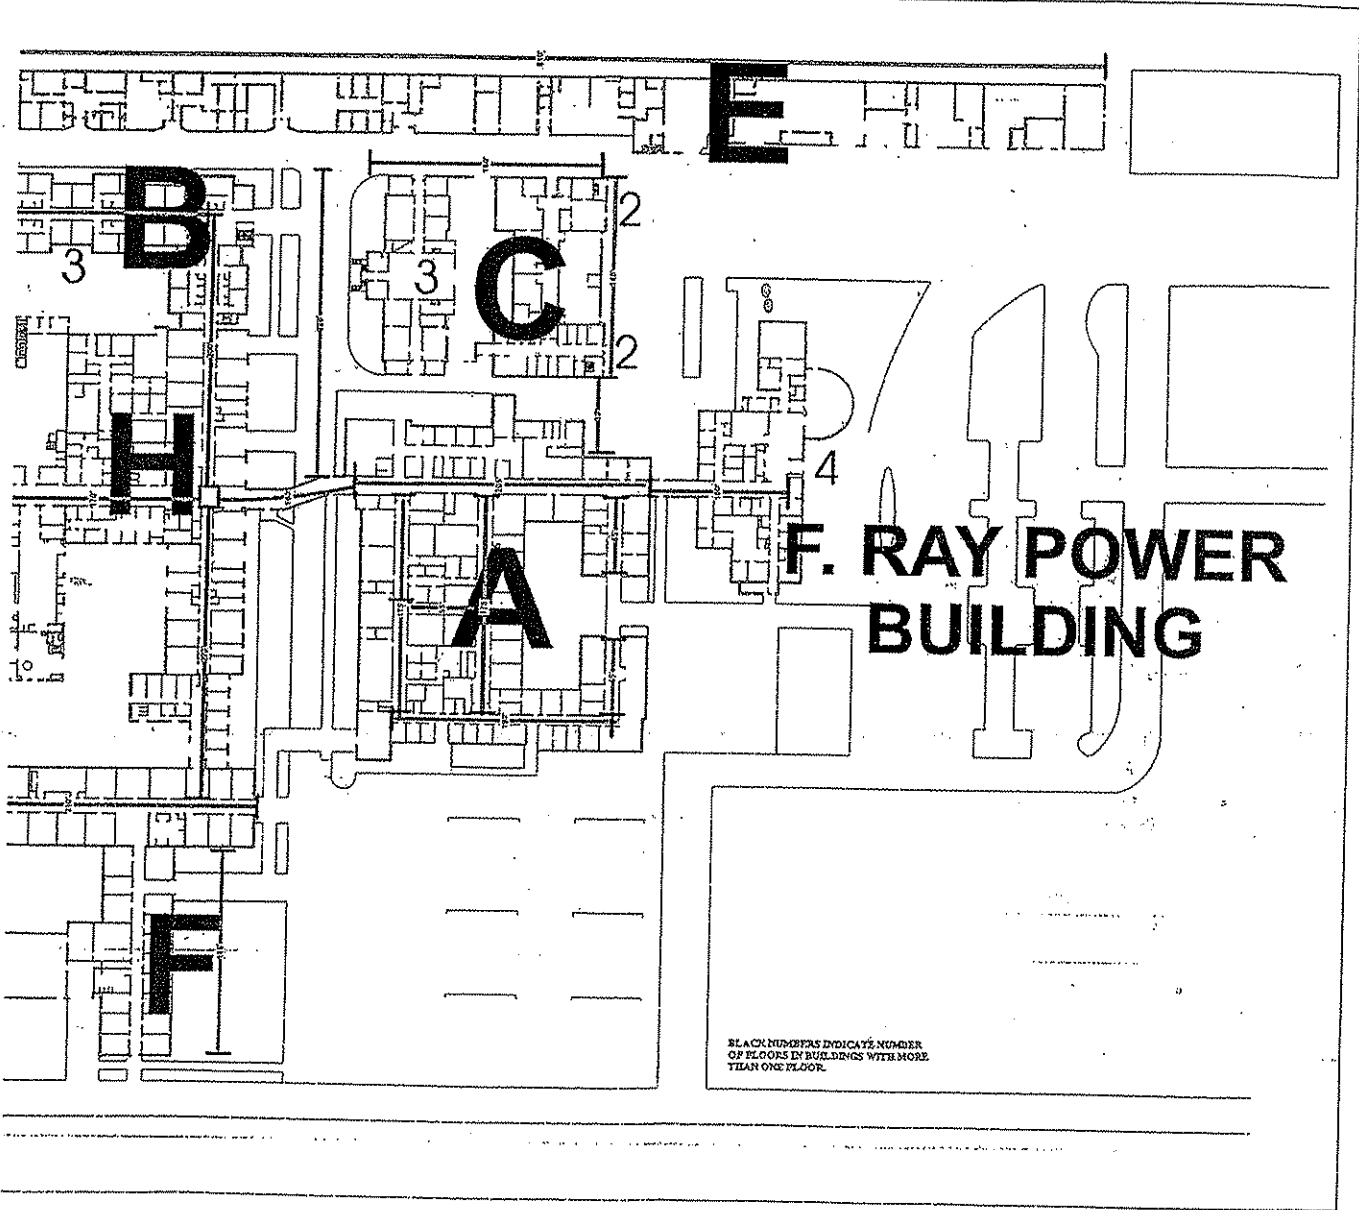 E
B
2
C
3
3
2
H
4
F. RAY POWER
BUILDING
A
F
BLACK NUMBERS INDICATE NUMBER
OF FLOORS IN BUILDINGS WITH MORE
THAN ONE FLOOR.